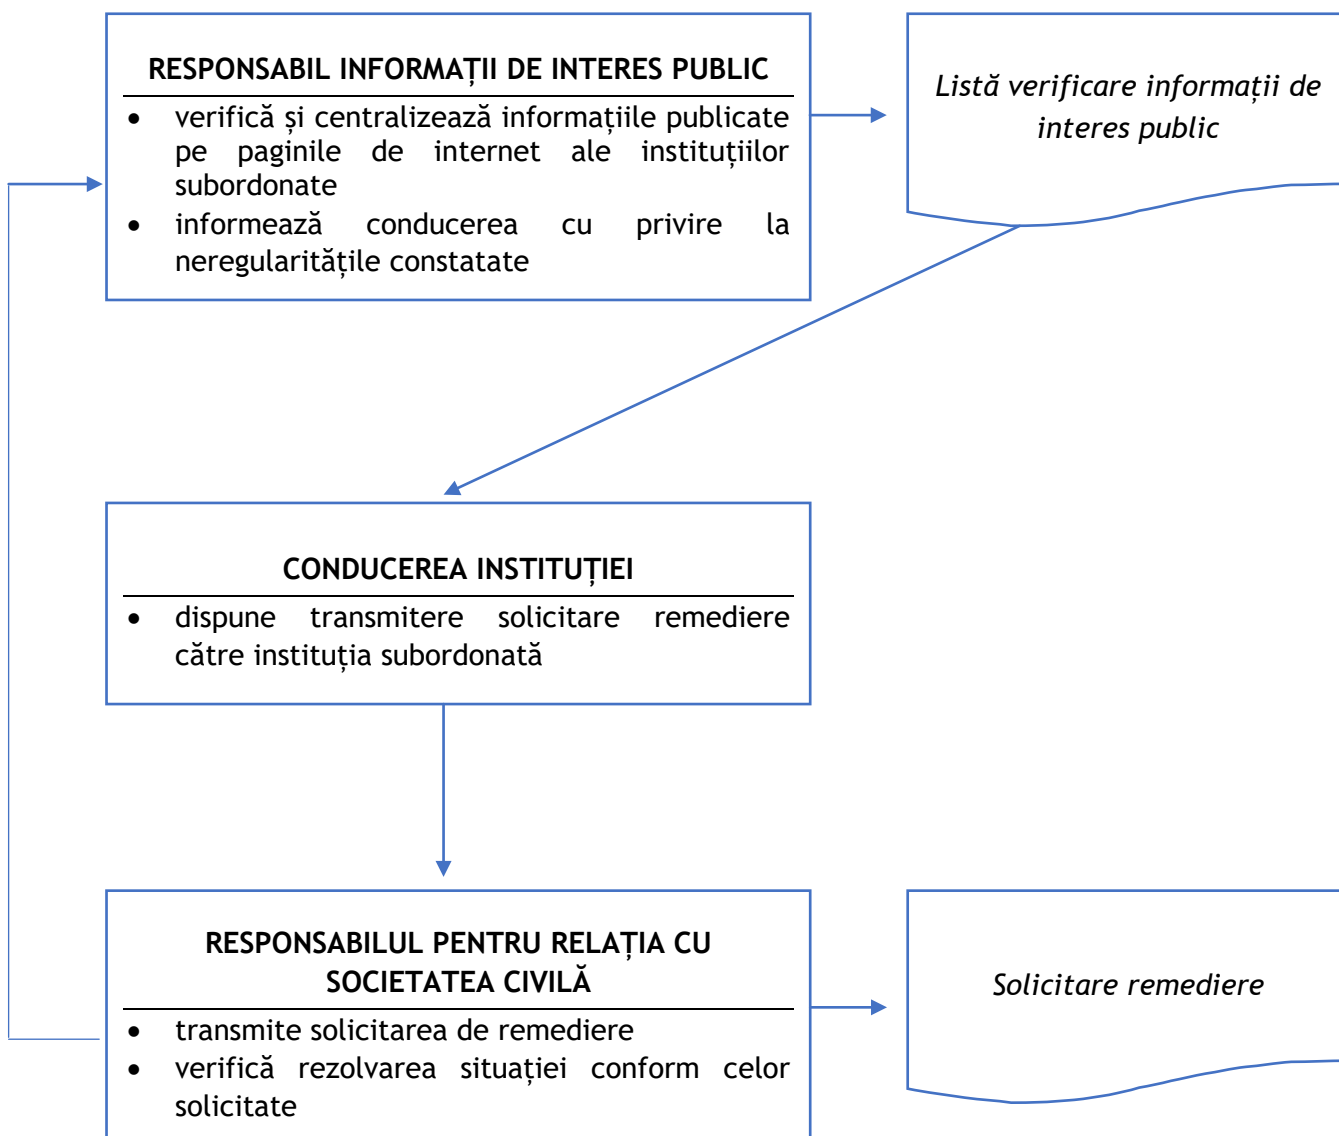 RESPONSABIL INFORMAȚII DE INTERES PUBLIC
• verifică și centralizează informațiile publicate
pe paginile de internet ale instituțiilor
subordonate
• informează conducerea cu privire la
neregularitățile constatate
Listă verificare informații de
interes public
CONDUCEREA INSTITUȚIEI
• dispune transmitere solicitare remediere
către instituția subordonată
RESPONSABILUL PENTRU RELAȚIA CU
SOCIETATEA CIVILĂ
• transmite solicitarea de remediere
• verifică rezolvarea situației conform celor
solicitate
Solicitare remediere